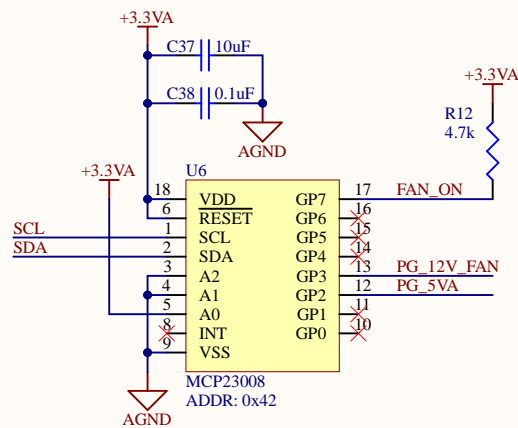 +3.3VA
C37 10uF
+3.3VA
C38 0.1uF
R12
4.7k
AGND
+3.3VA
U6
18 VDD GP7 17 FAN_ON
6 RESET GP6 16
SCL 1 SCL GP5 15
SDA 2 SDA GP4 14
3 A2 GP3 13 PG_12V_FAN
4 A1 GP2 12 PG_5VA
5 A0 GP1 11
8 INT GP0 10
9 VSS
MCP23008
ADDR: 0x42
AGND